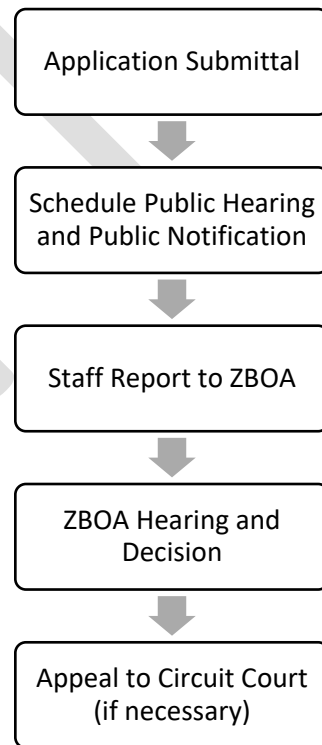 Application Submittal
Schedule Public Hearing
and Public Notification
Staff Report to ZBOA
ZBOA Hearing and
Decision
Appeal to Circuit Court
(if necessary)